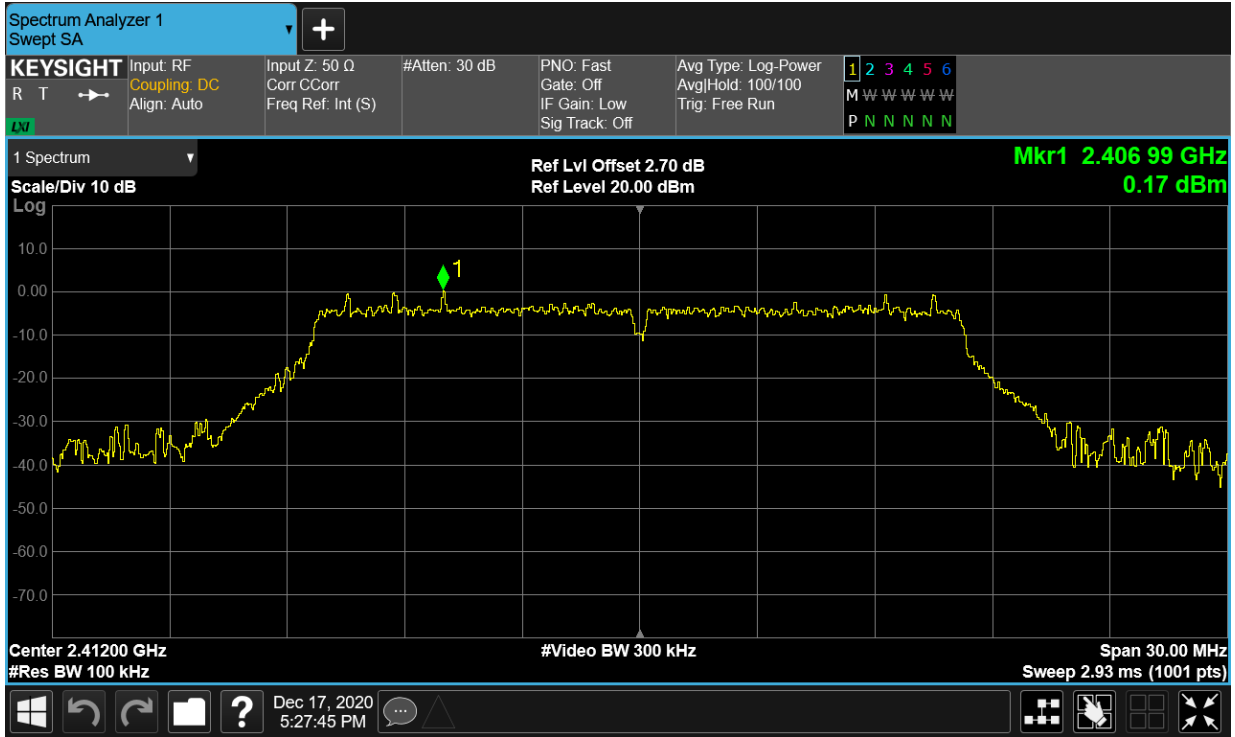 Spectrum Analyzer 1
Swept SA
▼
+
KEYSIGHT
R T
LXI
Input: RF
Coupling: DC
Align: Auto
Input Z: 50 Ω
Corr CCorr
Freq Ref: Int (S)
#Atten: 30 dB
PNO: Fast
Gate: Off
IF Gain: Low
Sig Track: Off
Avg Type: Log-Power
Avg|Hold: 100/100
Trig: Free Run
1 2 3 4 5 6
M W W W W W
P N N N N N
1 Spectrum ▼
Scale/Div 10 dB
Log
Ref Lvl Offset 2.70 dB
Ref Level 20.00 dBm
Mkr1 2.406 99 GHz
0.17 dBm
10.0
1
0.00
-10.0
-20.0
-30.0
-40.0
-50.0
-60.0
-70.0
Center 2.41200 GHz
#Res BW 100 kHz
#Video BW 300 kHz
Span 30.00 MHz
Sweep 2.93 ms (1001 pts)
?
Dec 17, 2020
5:27:45 PM